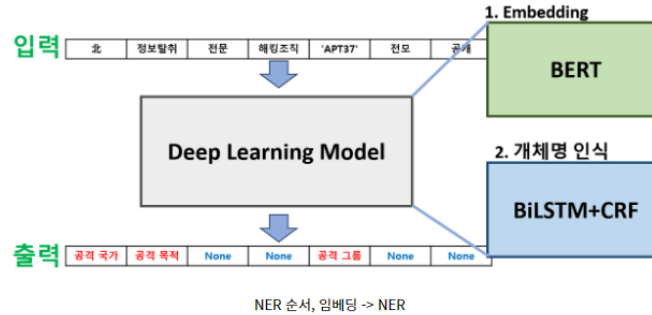 1. Embedding
입력 北 정보탈취 전문 해킹조직 'APT37' 전모 공개
BERT
Deep Learning Model
2. 개체명 인식
BiLSTM+CRF
출력 공격 국가 공격 목적 None None 공격 그룹 None None
NER 순서, 임베딩 -> NER